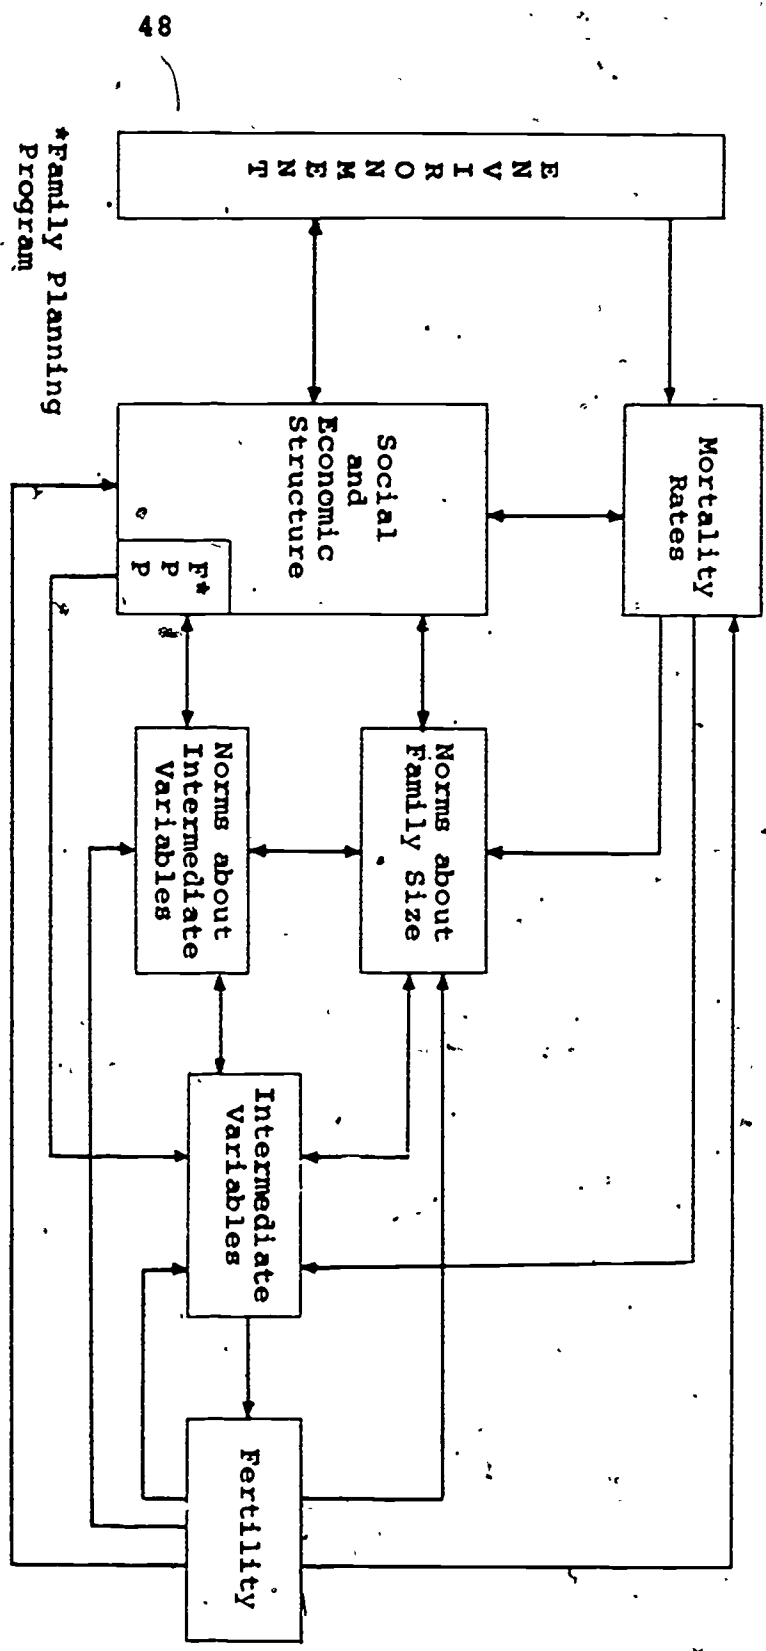 48
ENVIRONMENT
Mortality
Rates
Social
and
Economic
Structure
F*
P
P
Norms about
Family Size
Norms about
Intermediate
Variables
Intermediate
Variables
Fertility
*Family Planning
Program